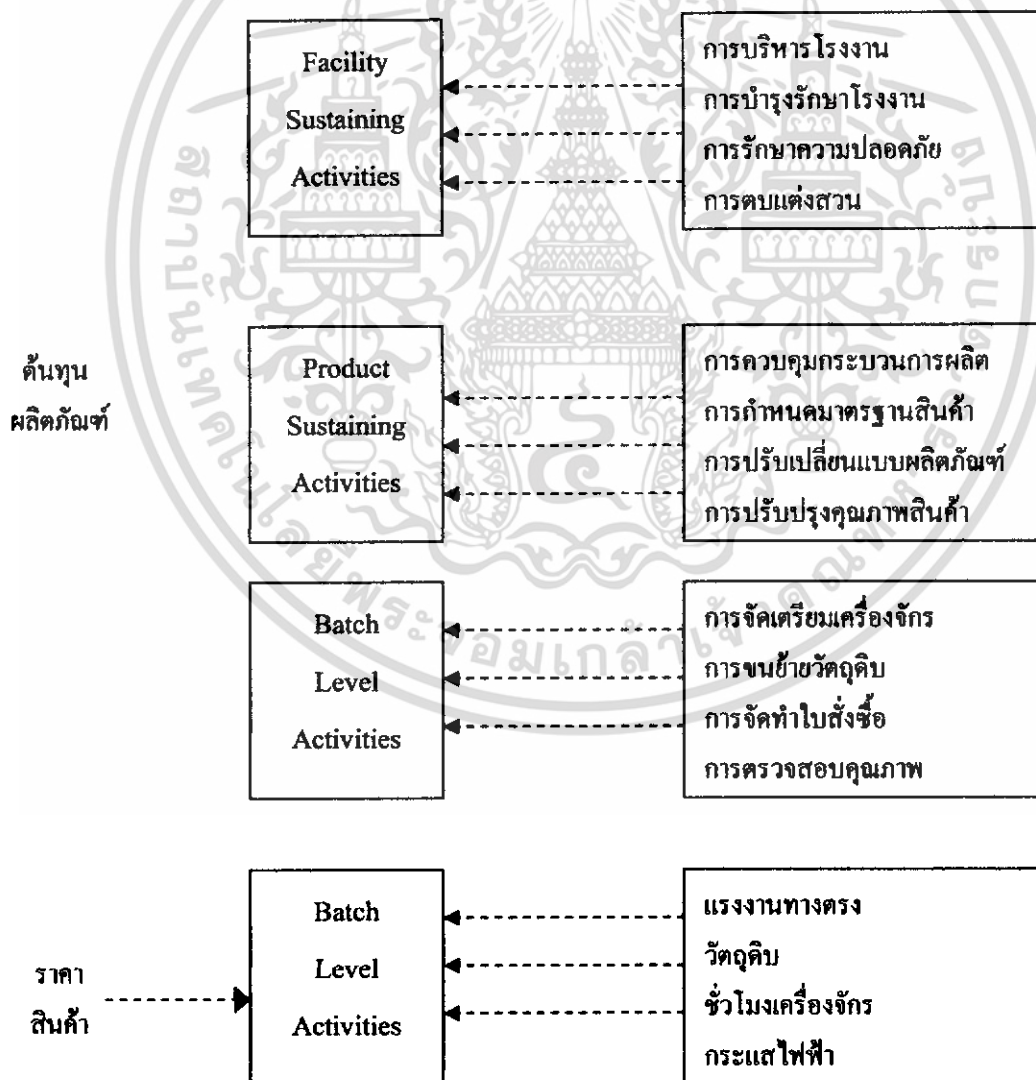 Facility
Sustaining
Activities
การบริหารโรงงาน
การบำรุงรักษาโรงงาน
การรักษาความปลอดภัย
การตบแต่งสวน
ต้นทุน
ผลิตภัณฑ์
Product
Sustaining
Activities
การควบคุมกระบวนการผลิต
การกำหนดมาตรฐานสินค้า
การปรับเปลี่ยนแบบผลิตภัณฑ์
การปรับปรุงคุณภาพสินค้า
Batch
Level
Activities
การจัดเตรียมเครื่องจักร
การขนย้ายวัตถุดิบ
การจัดทำใบสั่งซื้อ
การตรวจสอบคุณภาพ
ราคา
สินค้า
Batch
Level
Activities
แรงงานทางตรง
วัตถุดิบ
ชั่วโมงเครื่องจักร
กระแสไฟฟ้า